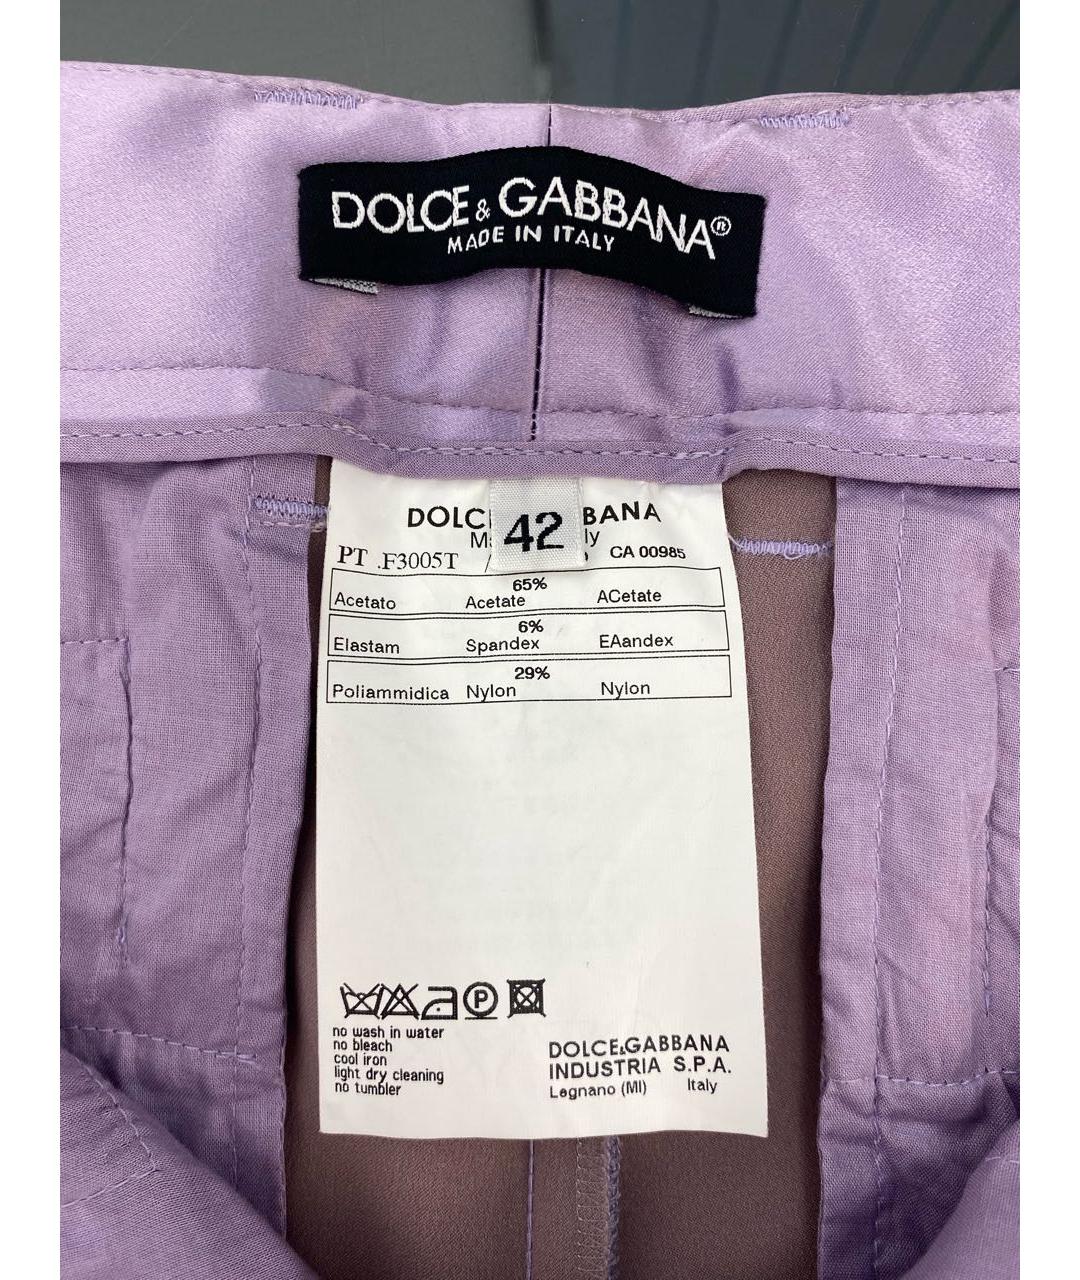 DOLCE & GABBANA®
MADE IN ITALY
42
DOLC BANA
PT .F3005T / CA 00985
65%
Acetato Acetate ACetate
6%
Elastam Spandex EAandex
29%
Poliammidica Nylon Nylon
P
no wash in water
no bleach
cool iron
light dry cleaning
no tumbler
DOLCE&GABBANA
INDUSTRIA S.P.A.
Legnano (MI) Italy